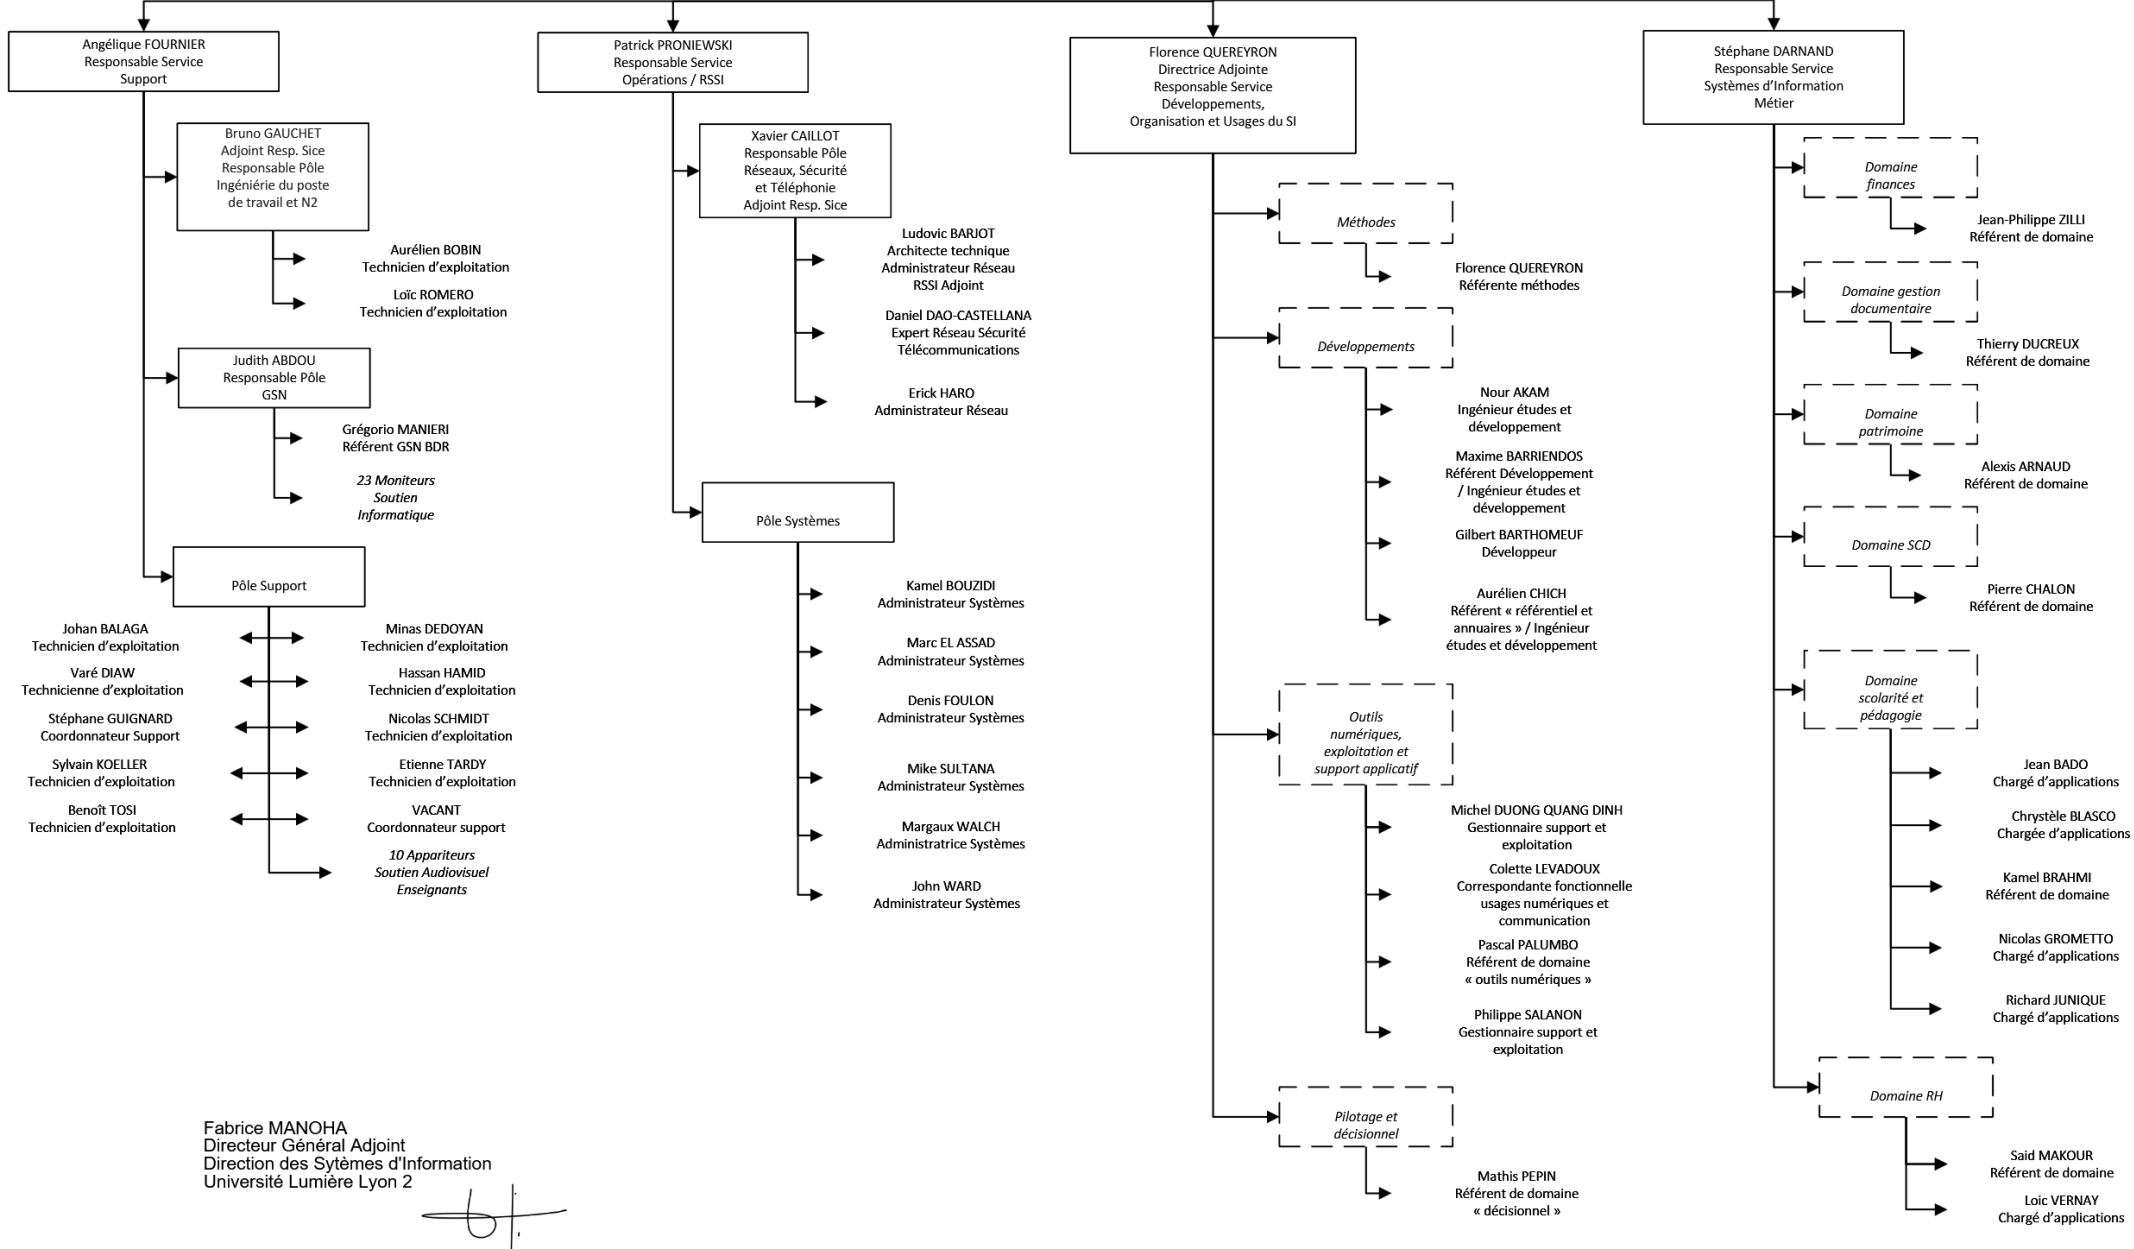 Angélique FOURNIER
Responsable Service
Support
Bruno GAUCHET
Adjoint Resp. Sice
Responsable Pôle
Ingéniérie du poste
de travail et N2
Aurélien BOBIN
Technicien d'exploitation
Loïc ROMERO
Technicien d'exploitation
Judith ABDOU
Responsable Pôle
GSN
Grégorio MANIERI
Référent GSN BDR
23 Moniteurs
Soutien
Informatique
Pôle Support
Johan BALAGA
Technicien d'exploitation
Minas DEDOYAN
Technicien d'exploitation
Varé DIAW
Technicienne d'exploitation
Hassan HAMID
Technicien d'exploitation
Stéphane GUIGNARD
Coordonnateur Support
Nicolas SCHMIDT
Technicien d'exploitation
Sylvain KOELLER
Technicien d'exploitation
Etienne TARDY
Technicien d'exploitation
Benoît TOSI
Technicien d'exploitation
VACANT
Coordonnateur support
10 Appariteurs
Soutien Audiovisuel
Enseignants
Patrick PRONIEWSKI
Responsable Service
Opérations / RSSI
Xavier CAILLOT
Responsable Pôle
Réseaux, Sécurité
et Téléphonie
Adjoint Resp. Sice
Ludovic BARJOT
Architecte technique
Administrateur Réseau
RSSI Adjoint
Daniel DAO-CASTELLANA
Expert Réseau Sécurité
Télécommunications
Erick HARO
Administrateur Réseau
Pôle Systèmes
Kamel BOUZIDI
Administrateur Systèmes
Marc EL ASSAD
Administrateur Systèmes
Denis FOULON
Administrateur Systèmes
Mike SULTANA
Administrateur Systèmes
Margaux WALCH
Administratrice Systèmes
John WARD
Administrateur Systèmes
Florence QUEREYRON
Directrice Adjointe
Responsable Service
Développements,
Organisation et Usages du SI
Méthodes
Florence QUEREYRON
Référente méthodes
Développements
Nour AKAM
Ingénieur études et
développement
Maxime BARRIENDOS
Référent Développement
/ Ingénieur études et
développement
Gilbert BARTHOMEUF
Développeur
Aurélien CHICH
Référent « référentiel et
annuaires » / Ingénieur
études et développement
Outils
numériques,
exploitation et
support applicatif
Michel DUONG QUANG DINH
Gestionnaire support et
exploitation
Colette LEVADOUX
Correspondante fonctionnelle
usages numériques et
communication
Pascal PALUMBO
Référent de domaine
« outils numériques »
Philippe SALANON
Gestionnaire support et
exploitation
Pilotage et
décisionnel
Mathis PEPIN
Référent de domaine
« décisionnel »
Stéphane DARNAND
Responsable Service
Systèmes d'Information
Métier
Domaine
finances
Jean-Philippe ZILLI
Référent de domaine
Domaine gestion
documentaire
Thierry DUCREUX
Référent de domaine
Domaine
patrimoine
Alexis ARNAUD
Référent de domaine
Domaine SCD
Pierre CHALON
Référent de domaine
Domaine
scolarité et
pédagogie
Jean BADO
Chargé d'applications
Chrystèle BLASCO
Chargée d'applications
Kamel BRAHMI
Référent de domaine
Nicolas GROMETTO
Chargé d'applications
Richard JUNIQUE
Chargé d'applications
Domaine RH
Said MAKOUR
Référent de domaine
Loic VERNAY
Chargé d'applications
Fabrice MANOHA
Directeur Général Adjoint
Direction des Sytèmes d'Information
Université Lumière Lyon 2